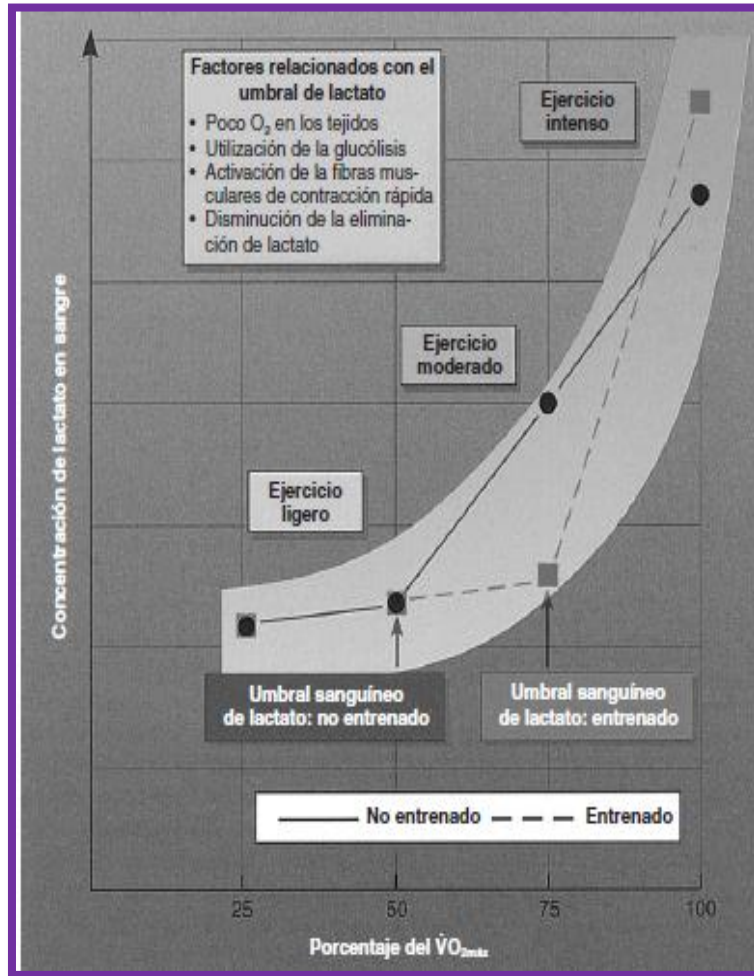 Factores relacionados con el
umbral de lactato
• Poco O₂ en los tejidos
• Utilización de la glucólisis
• Activación de la fibras mus-
culares de contracción rápida
• Disminución de la elimina-
ción de lactato
Ejercicio
intenso
Ejercicio
moderado
Ejercicio
ligero
Concentración de lactato en sangre
Umbral sanguíneo
de lactato: no entrenado
Umbral sanguíneo
de lactato: entrenado
No entrenado
Entrenado
25 50 75 100
Porcentaje del V̇O₂máx